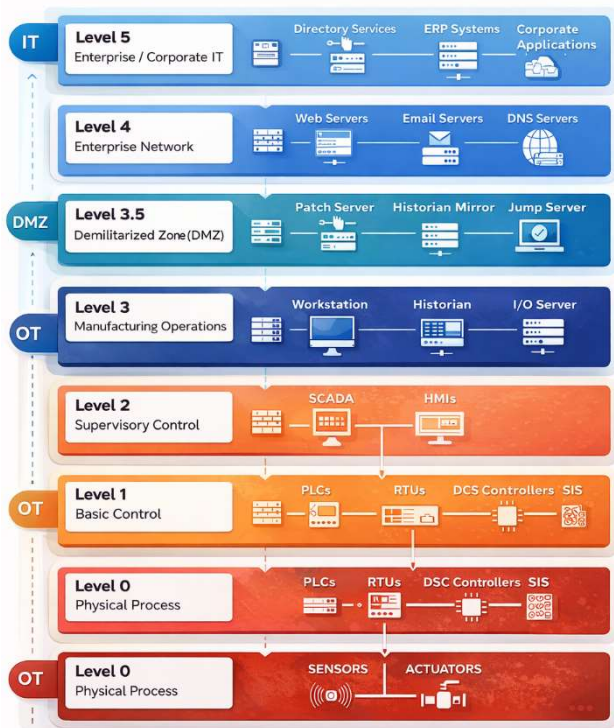 IT
Level 5
Enterprise / Corporate IT
Directory Services
ERP Systems
Corporate
Applications
Level 4
Enterprise Network
Web Servers
Email Servers
DNS Servers
DMZ
Level 3.5
Demilitarized Zone(DMZ)
Patch Server
Historian Mirror
Jump Server
OT
Level 3
Manufacturing Operations
Workstation
Historian
I/O Server
Level 2
Supervisory Control
SCADA
HMIs
OT
Level 1
Basic Control
PLCs
RTUs
DCS Controllers
SIS
Level 0
Physical Process
PLCs
RTUs
DSC Controllers
SIS
OT
Level 0
Physical Process
SENSORS
ACTUATORS